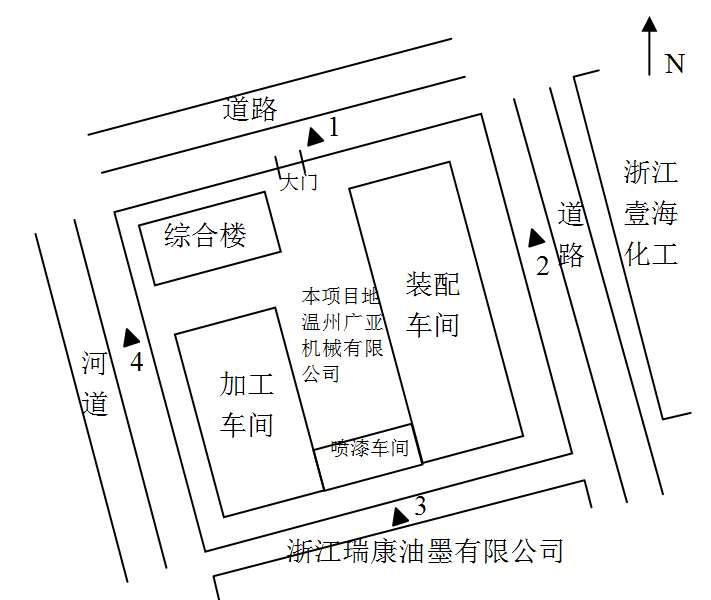 N
道路
1
大门
浙江
壹海
化工
综合楼
道
路
2
本项目地
温州广亚
机械有限
公司
装配
车间
河
道
4
加工
车间
喷漆车间
3
浙江瑞康油墨有限公司